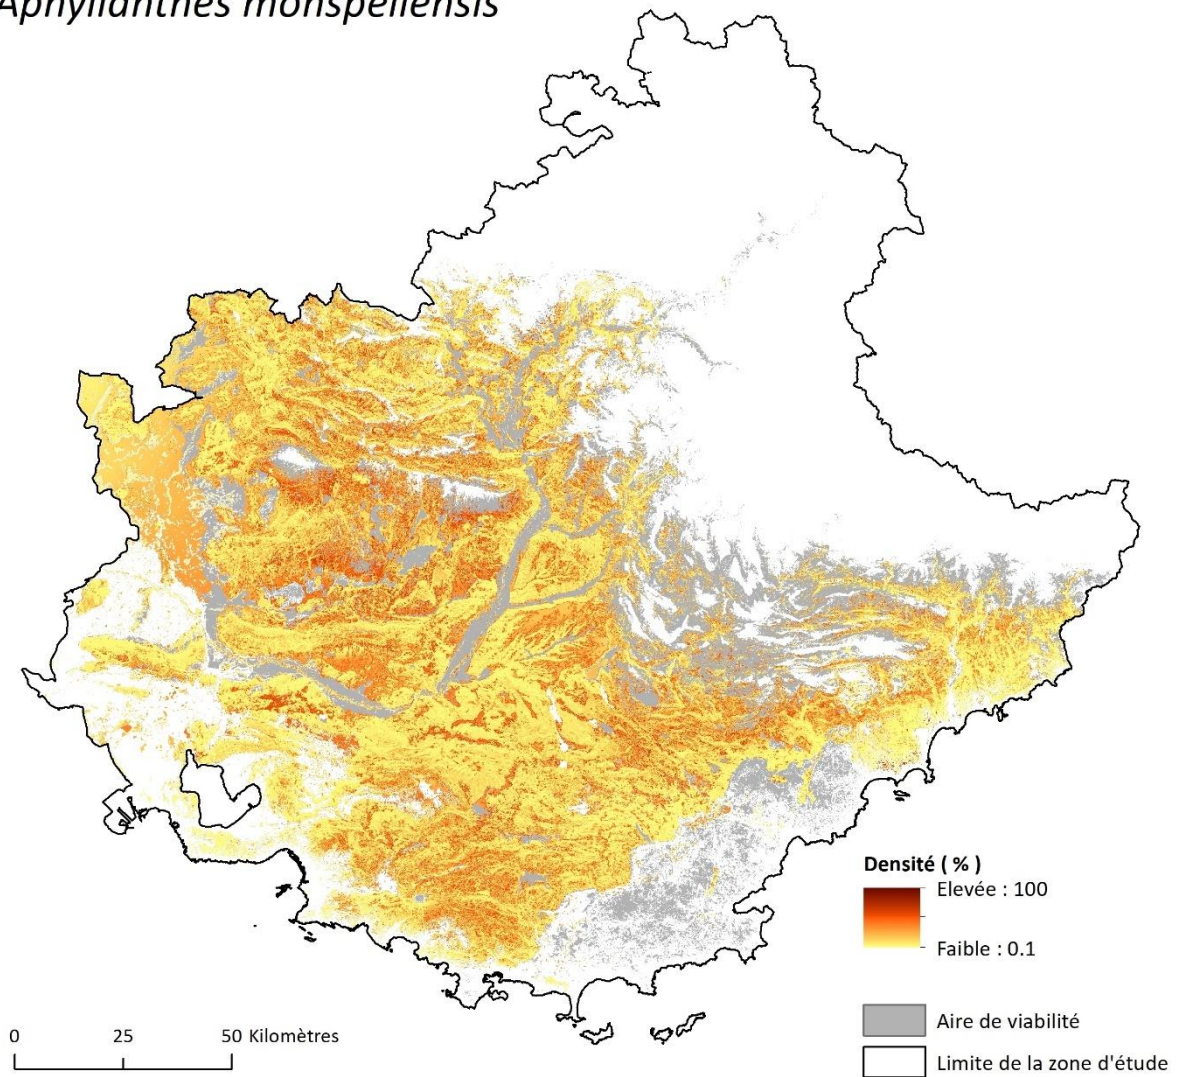 Aphyllanthes monspeliensis
Densité ( % )
Elevée : 100
Faible : 0.1
0 25 50 Kilomètres
Aire de viabilité
Limite de la zone d'étude